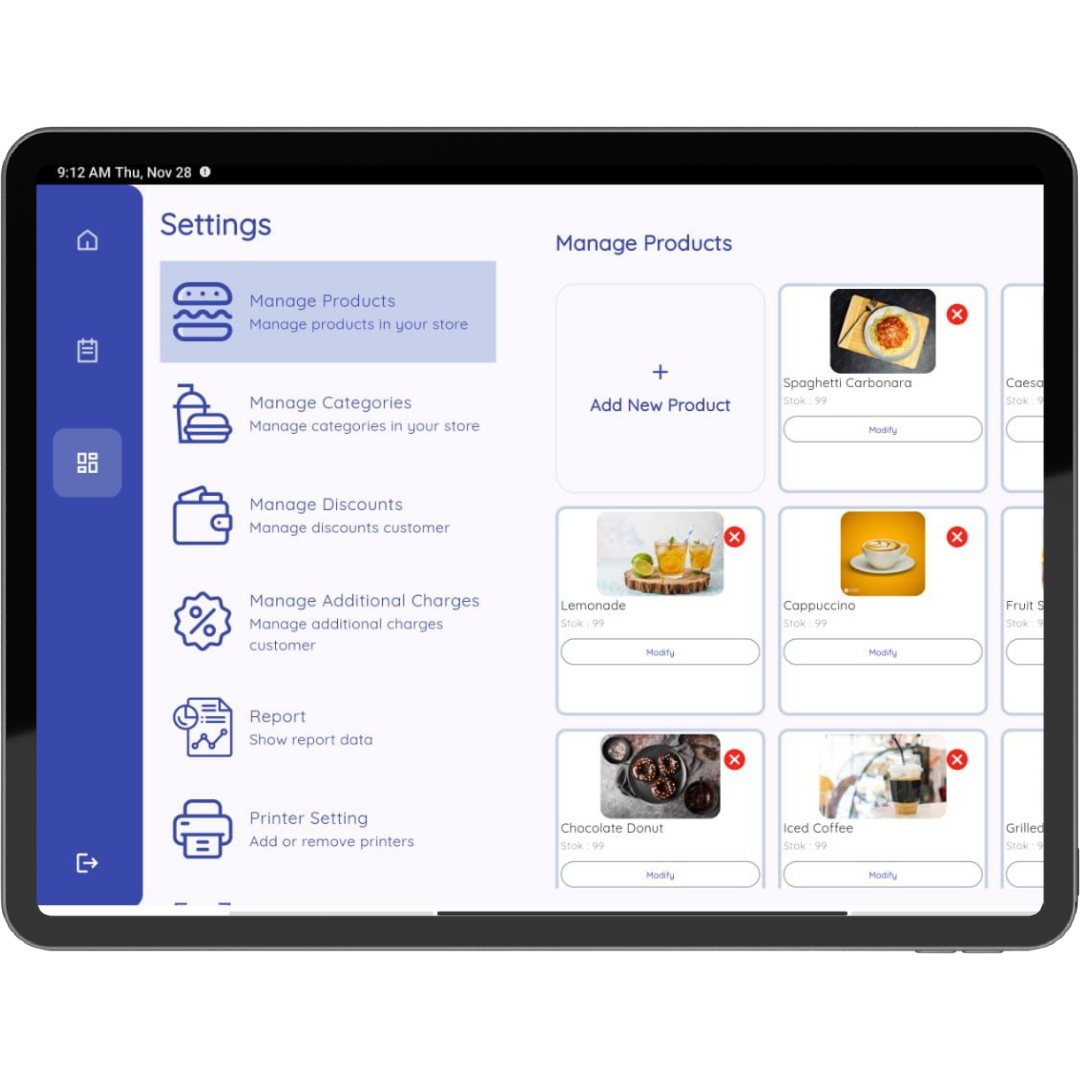 9:12 AM Thu, Nov 28
Settings
Manage Products
Manage products in your store
Manage Categories
Manage categories in your store
Manage Discounts
Manage discounts customer
Manage Additional Charges
Manage additional charges
customer
Report
Show report data
Printer Setting
Add or remove printers
Manage Products
+
Add New Product
Spaghetti Carbonara
Stok : 99
Modify
Caesa
Stok : 9
Lemonade
Stok : 99
Modify
Cappuccino
Stok : 99
Modify
Fruit S
Stok : 9
Chocolate Donut
Stok : 99
Modify
Iced Coffee
Stok : 99
Modify
Grilled
Stok : 9